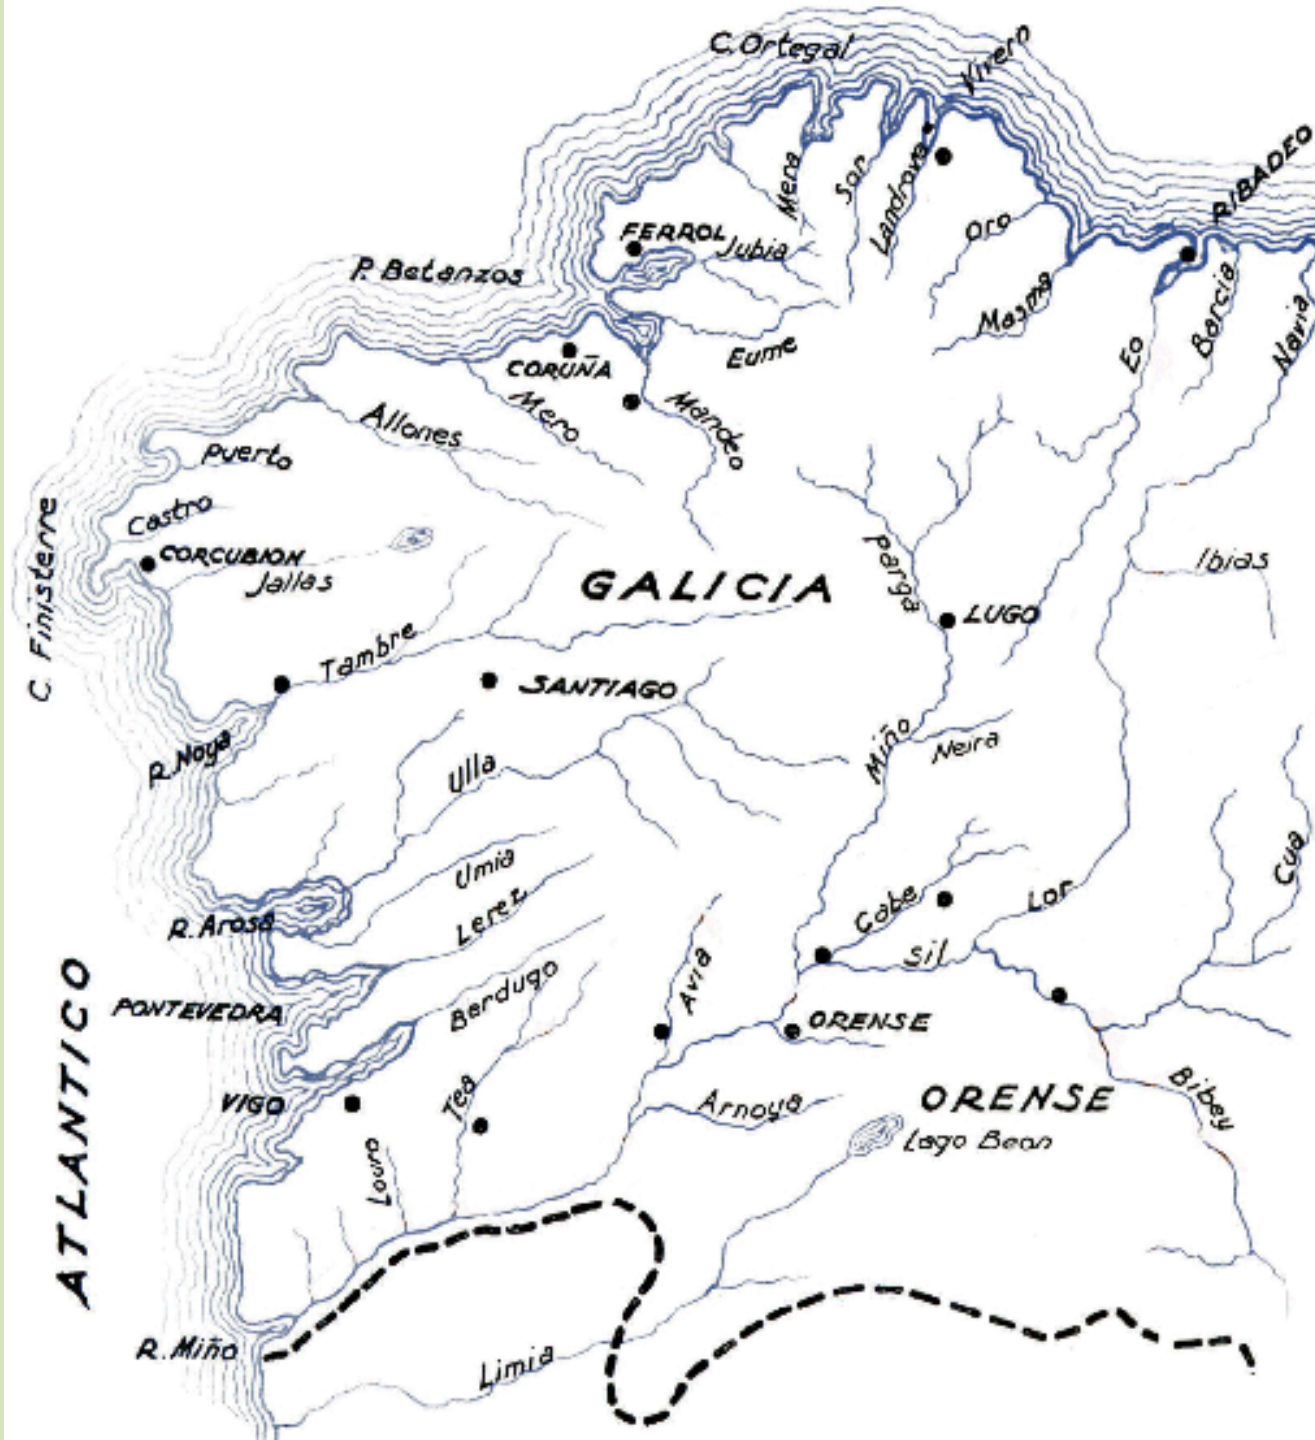 C. Ortegal
Vivero
RIBADEO
Mera
Sor
Landrova
Oro
Masma
Eo
Barcia
Navia
FERROL
Jubia
P. Betanzos
Eume
CORUÑA
Mero
Mandeo
Allones
Puerto
Castro
C. Finisterre
CORCUBION
Jallas
GALICIA
Parga
Ibias
LUGO
Tambre
SANTIAGO
R. Noya
Ulla
Miño
Neira
Umia
Lerez
Cabe
Lor
Cua
R. Arosa
Sil
Avia
ATLANTICO
PONTEVEDRA
Berdugo
ORENSE
VIGO
Tea
Arnoya
ORENSE
Bibey
Lago Bean
Louro
R. Miño
Limia